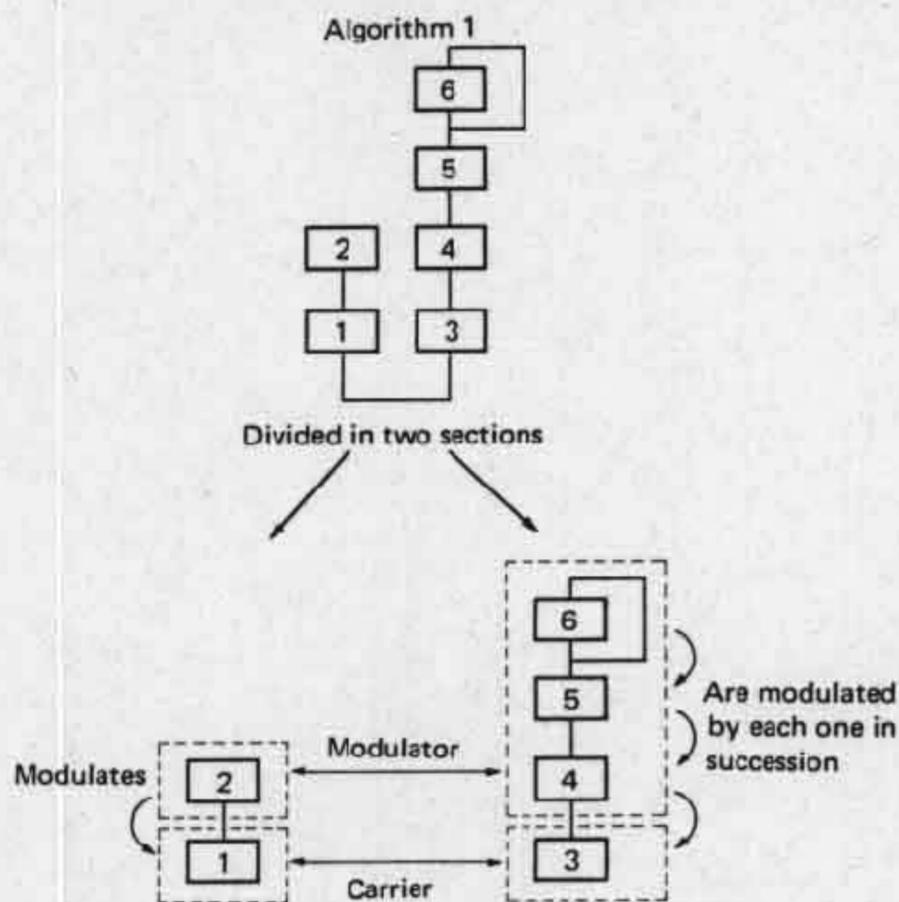 Algorithm 1
6
5
2 4
1 3
Divided in two sections
6
5
Are modulated
by each one in
succession
Modulator
Modulates
2
4
1
3
Carrier